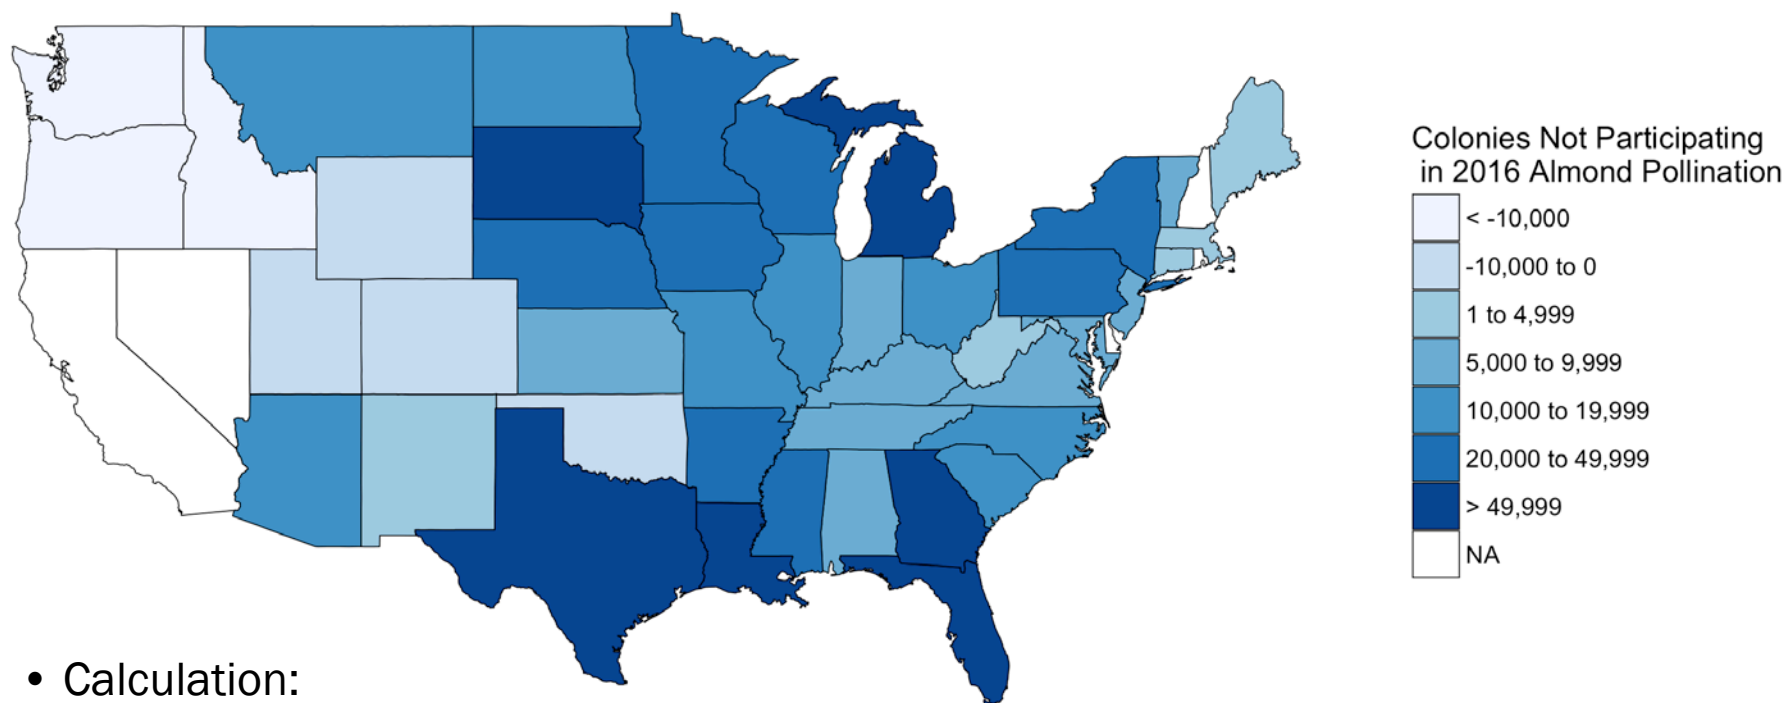 Colonies Not Participating
in 2016 Almond Pollination
< -10,000
-10,000 to 0
1 to 4,999
5,000 to 9,999
10,000 to 19,999
20,000 to 49,999
> 49,999
NA
• Calculation: